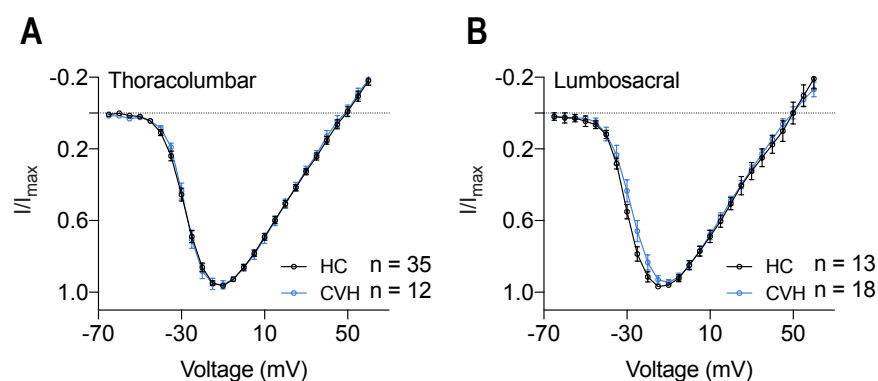 A
Thoracolumbar
-0.2
0.2
0.6
1.0
I/Imax
HC n = 35
CVH n = 12
-70 -30 10 50
Voltage (mV)
B
Lumbosacral
-0.2
0.2
0.6
1.0
I/Imax
HC n = 13
CVH n = 18
-70 -30 10 50
Voltage (mV)